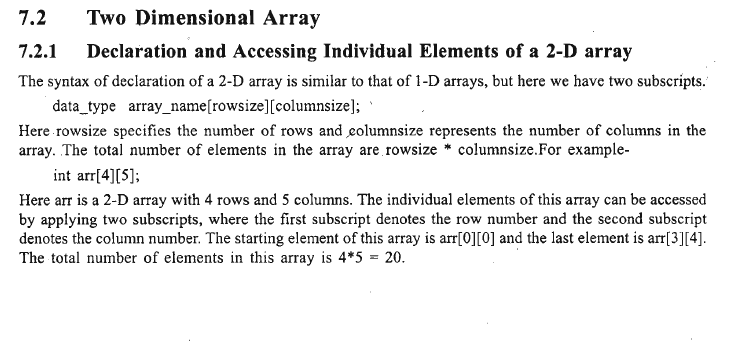 7.2 Two Dimensional Array
7.2.1 Declaration and Accessing Individual Elements of a 2-D array
The syntax of declaration of a 2-D array is similar to that of 1-D arrays, but here we have two subscripts.
data_type array_name[rowsize][columnsize];
Here rowsize specifies the number of rows and columnsize represents the number of columns in the
array. The total number of elements in the array are rowsize * columnsize.For example-
int arr[4][5];
Here arr is a 2-D array with 4 rows and 5 columns. The individual elements of this array can be accessed
by applying two subscripts, where the first subscript denotes the row number and the second subscript
denotes the column number. The starting element of this array is arr[0][0] and the last element is arr[3][4].
The total number of elements in this array is 4*5 = 20.